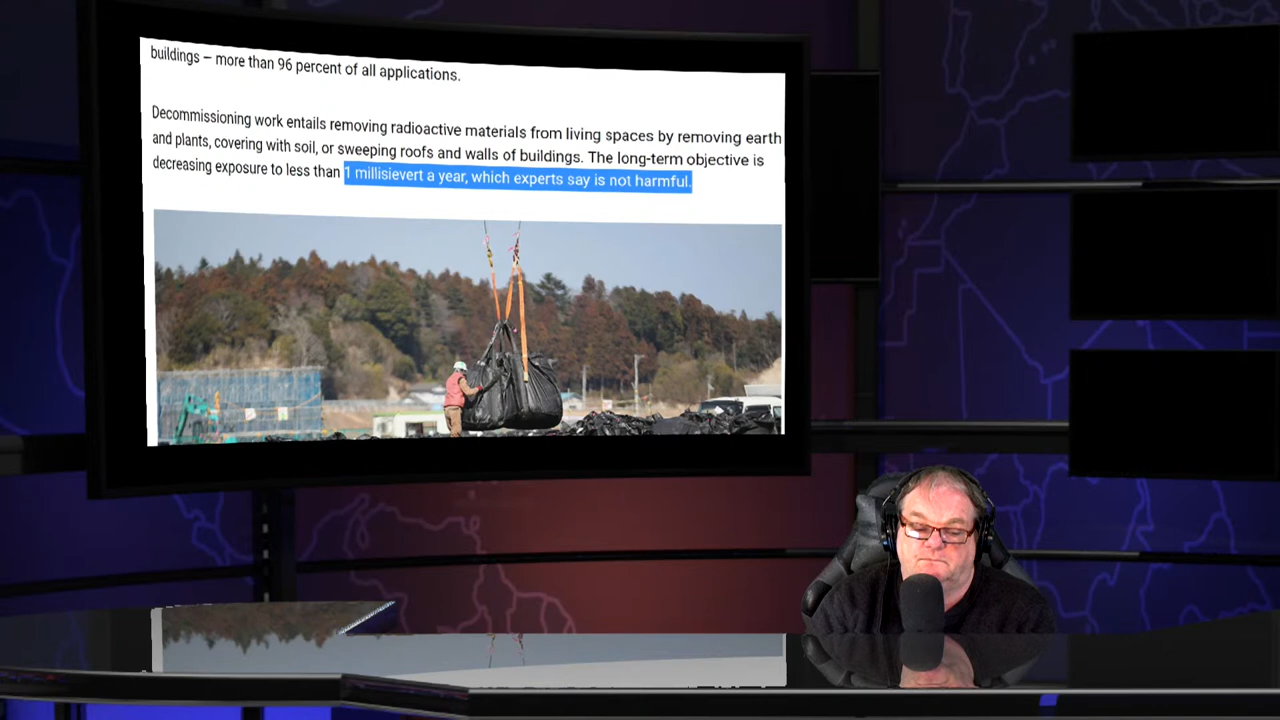 buildings – more than 96 percent of all applications.
Decommissioning work entails removing radioactive materials from living spaces by removing earth
and plants, covering with soil, or sweeping roofs and walls of buildings. The long-term objective is
decreasing exposure to less than 1 millisievert a year, which experts say is not harmful.